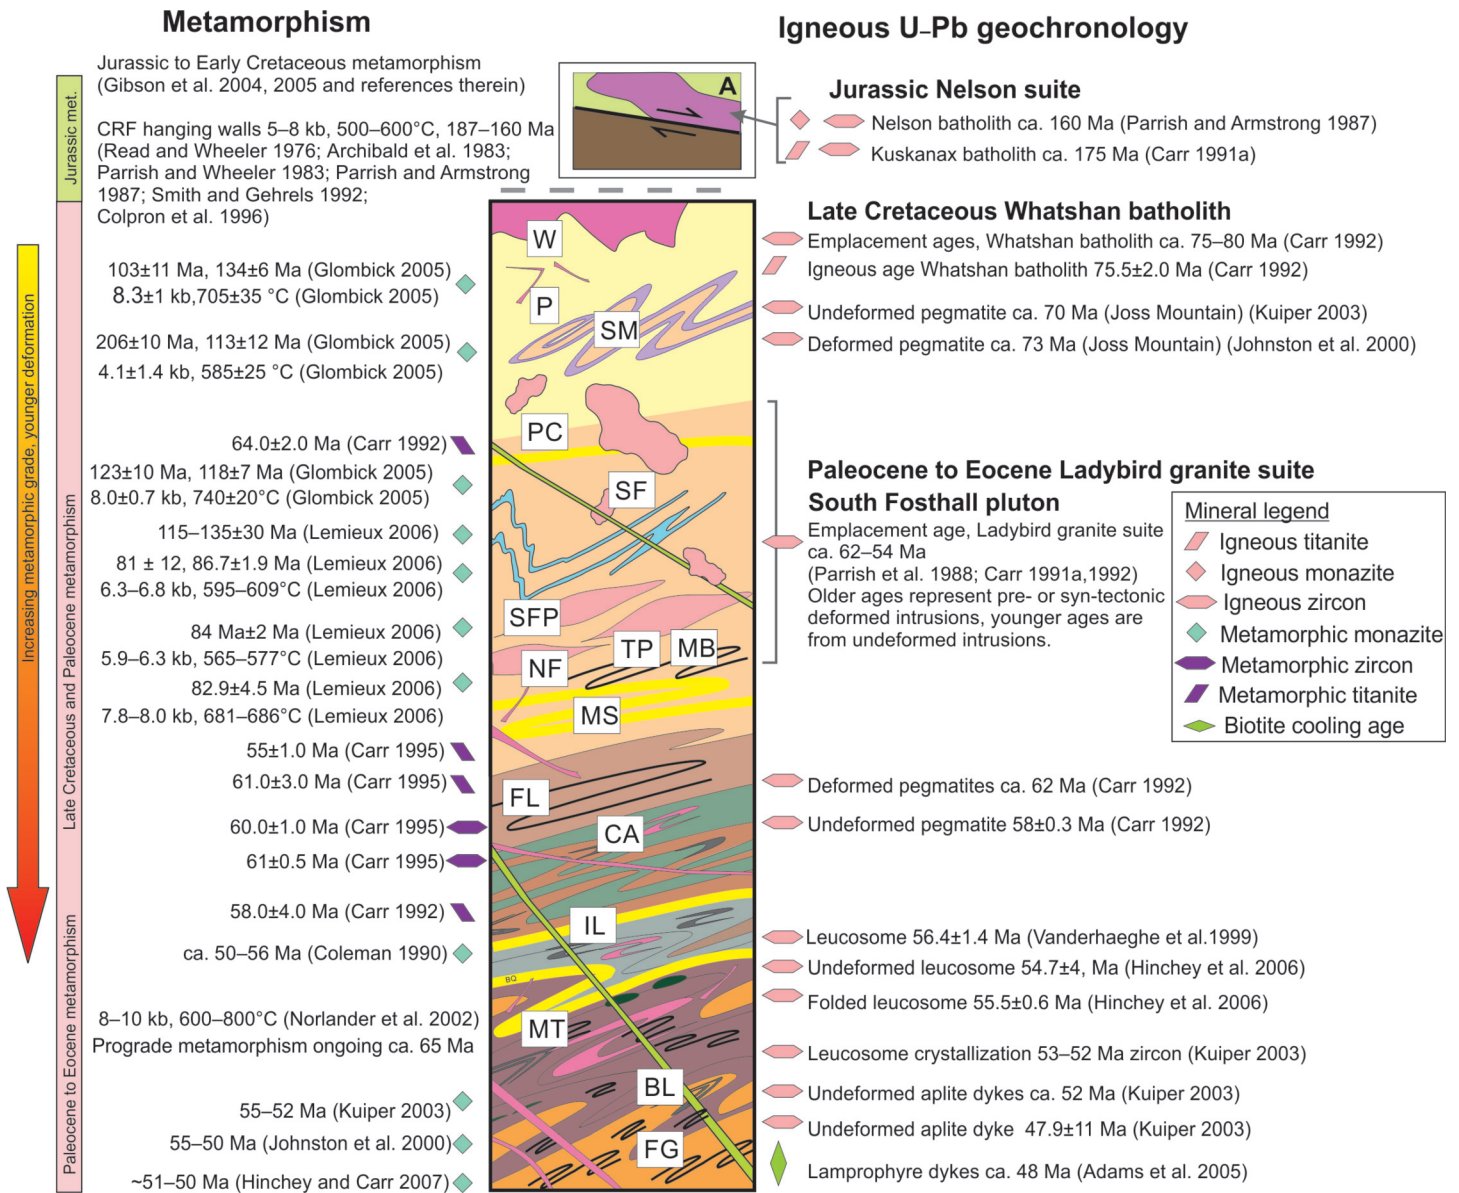 Metamorphism
Jurassic to Early Cretaceous metamorphism
(Gibson et al. 2004, 2005 and references therein)
CRF hanging walls 5–8 kb, 500–600°C, 187–160 Ma
(Read and Wheeler 1976; Archibald et al. 1983;
Parrish and Wheeler 1983; Parrish and Armstrong
1987; Smith and Gehrels 1992;
Colpron et al. 1996)
Jurassic met.
Late Cretaceous and Paleocene metamorphism
Paleocene to Eocene metamorphism
Increasing metamorphic grade, younger deformation
103±11 Ma, 134±6 Ma (Glombick 2005)
8.3±1 kb,705±35 °C (Glombick 2005)
206±10 Ma, 113±12 Ma (Glombick 2005)
4.1±1.4 kb, 585±25 °C (Glombick 2005)
64.0±2.0 Ma (Carr 1992)
123±10 Ma, 118±7 Ma (Glombick 2005)
8.0±0.7 kb, 740±20°C (Glombick 2005)
115–135±30 Ma (Lemieux 2006)
81 ± 12, 86.7±1.9 Ma (Lemieux 2006)
6.3–6.8 kb, 595–609°C (Lemieux 2006)
84 Ma±2 Ma (Lemieux 2006)
5.9–6.3 kb, 565–577°C (Lemieux 2006)
82.9±4.5 Ma (Lemieux 2006)
7.8–8.0 kb, 681–686°C (Lemieux 2006)
55±1.0 Ma (Carr 1995)
61.0±3.0 Ma (Carr 1995)
60.0±1.0 Ma (Carr 1995)
61±0.5 Ma (Carr 1995)
58.0±4.0 Ma (Carr 1992)
ca. 50–56 Ma (Coleman 1990)
8–10 kb, 600–800°C (Norlander et al. 2002)
Prograde metamorphism ongoing ca. 65 Ma
55–52 Ma (Kuiper 2003)
55–50 Ma (Johnston et al. 2000)
~51–50 Ma (Hinchey and Carr 2007)
A
W
P
SM
PC
SF
SFP
TP
MB
NF
MS
FL
CA
IL
BQ
MT
BL
FG
Igneous U–Pb geochronology
Jurassic Nelson suite
Nelson batholith ca. 160 Ma (Parrish and Armstrong 1987)
Kuskanax batholith ca. 175 Ma (Carr 1991a)
Late Cretaceous Whatshan batholith
Emplacement ages, Whatshan batholith ca. 75–80 Ma (Carr 1992)
Igneous age Whatshan batholith 75.5±2.0 Ma (Carr 1992)
Undeformed pegmatite ca. 70 Ma (Joss Mountain) (Kuiper 2003)
Deformed pegmatite ca. 73 Ma (Joss Mountain) (Johnston et al. 2000)
Paleocene to Eocene Ladybird granite suite
South Fosthall pluton
Emplacement age, Ladybird granite suite
ca. 62–54 Ma
(Parrish et al. 1988; Carr 1991a,1992)
Older ages represent pre- or syn-tectonic
deformed intrusions, younger ages are
from undeformed intrusions.
Mineral legend
Igneous titanite
Igneous monazite
Igneous zircon
Metamorphic monazite
Metamorphic zircon
Metamorphic titanite
Biotite cooling age
Deformed pegmatites ca. 62 Ma (Carr 1992)
Undeformed pegmatite 58±0.3 Ma (Carr 1992)
Leucosome 56.4±1.4 Ma (Vanderhaeghe et al.1999)
Undeformed leucosome 54.7±4, Ma (Hinchey et al. 2006)
Folded leucosome 55.5±0.6 Ma (Hinchey et al. 2006)
Leucosome crystallization 53–52 Ma zircon (Kuiper 2003)
Undeformed aplite dykes ca. 52 Ma (Kuiper 2003)
Undeformed aplite dyke 47.9±11 Ma (Kuiper 2003)
Lamprophyre dykes ca. 48 Ma (Adams et al. 2005)